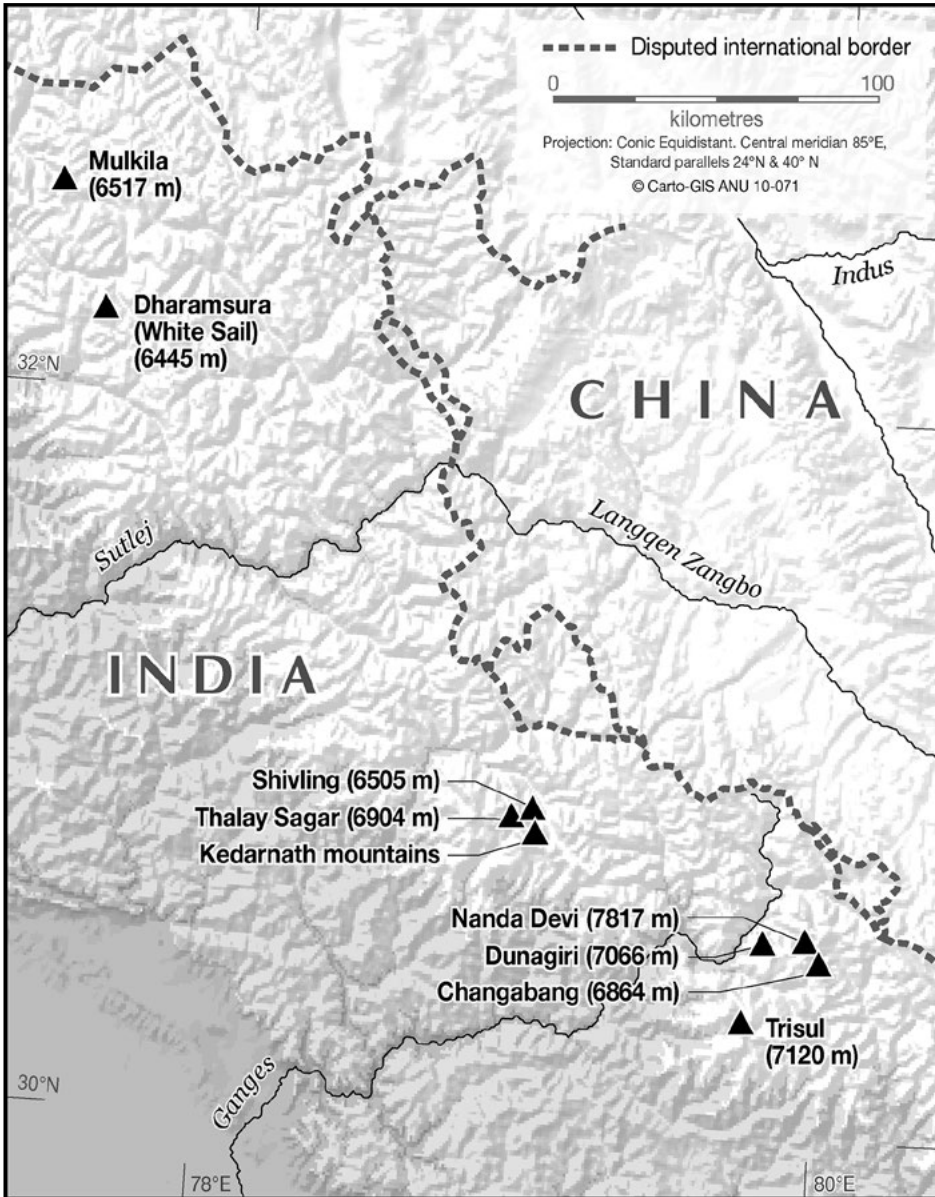 Disputed international border
0 100
kilometres
Projection: Conic Equidistant. Central meridian 85°E,
Standard parallels 24°N & 40° N
© Carto-GIS ANU 10-071
Mulkila
(6517 m)
Indus
Dharamsura
(White Sail)
(6445 m)
32°N
CHINA
Sutlej
Langqen Zangbo
INDIA
Shivling (6505 m)
Thalay Sagar (6904 m)
Kedarnath mountains
Nanda Devi (7817 m)
Dunagiri (7066 m)
Changabang (6864 m)
Trisul
(7120 m)
Ganges
30°N
78°E
80°E